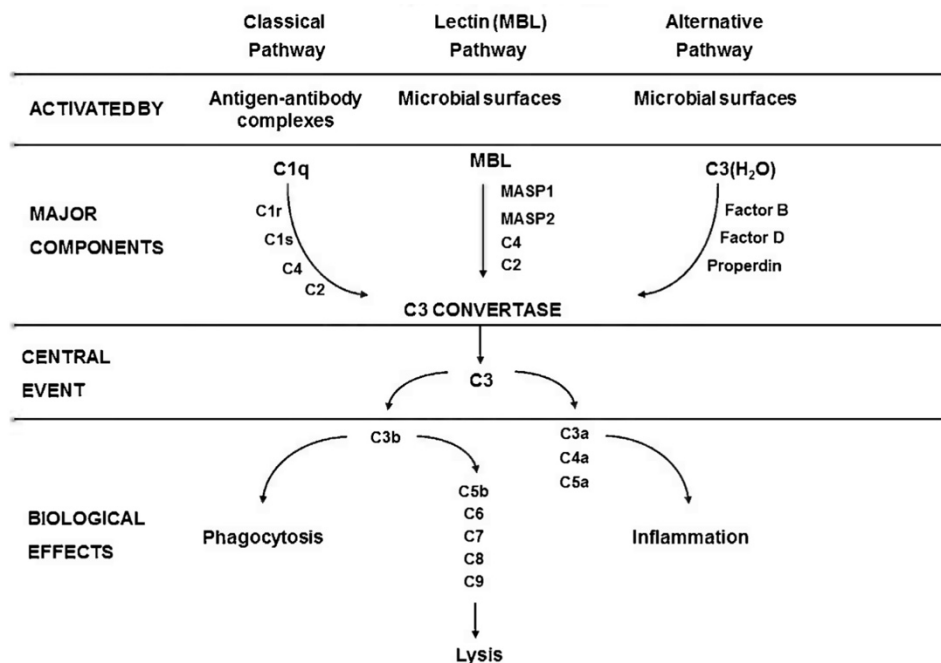 Classical
Pathway
Lectin (MBL)
Pathway
Alternative
Pathway
ACTIVATED BY
Antigen-antibody
complexes
Microbial surfaces
Microbial surfaces
MAJOR
COMPONENTS
C1q
C1r
C1s
C4
C2
MBL
MASP1
MASP2
C4
C2
C3(H₂O)
Factor B
Factor D
Properdin
C3 CONVERTASE
CENTRAL
EVENT
C3
BIOLOGICAL
EFFECTS
C3b
Phagocytosis
C5b
C6
C7
C8
C9
Lysis
C3a
C4a
C5a
Inflammation